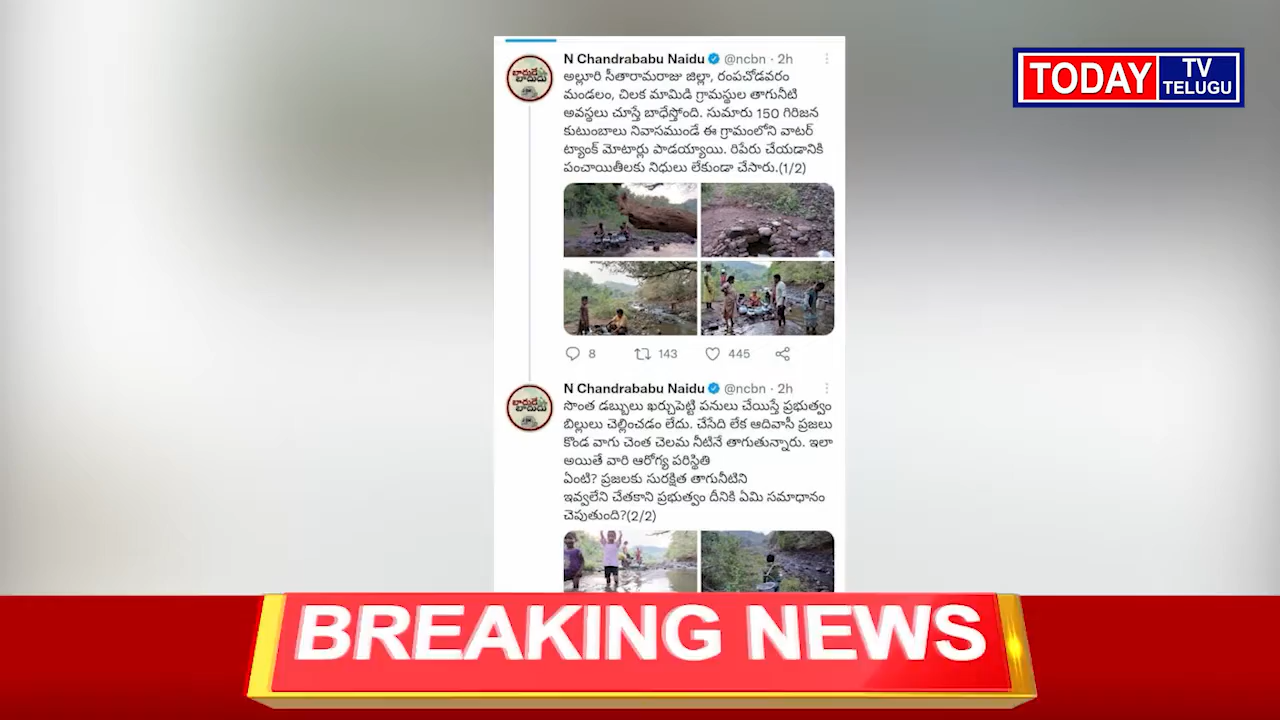 N Chandrababu Naidu @ncbn · 2h
అల్లూరి సీతారామరాజు జిల్లా, రంపచోడవరం
మండలం, చిలక మామిడి గ్రామస్థుల తాగునీటి
అవస్థలు చూస్తే బాధేస్తోంది. సుమారు 150 గిరిజన
కుటుంబాలు నివాసముండే ఈ గ్రామంలోని వాటర్
ట్యాంక్ మోటార్లు పాడయ్యాయి. రిపేరు చేయడానికి
పంచాయితీలకు నిధులు లేకుండా చేసారు.(1/2)
8 143 445
N Chandrababu Naidu @ncbn · 2h
సొంత డబ్బులు ఖర్చుపెట్టి పనులు చేయిస్తే ప్రభుత్వం
బిల్లులు చెల్లించడం లేదు. చేసేది లేక ఆదివాసీ ప్రజలు
కొండ వాగు చెంత చెలమ నీటినే తాగుతున్నారు. ఇలా
అయితే వారి ఆరోగ్య పరిస్థితి
ఏంటి? ప్రజలకు సురక్షిత తాగునీటిని
ఇవ్వలేని చేతకాని ప్రభుత్వం దీనికి ఏమి సమాధానం
చెపుతుంది?(2/2)
బాదుడే
బాదుడు
బాదుడే
బాదుడు
TODAY
TV
TELUGU
BREAKING NEWS